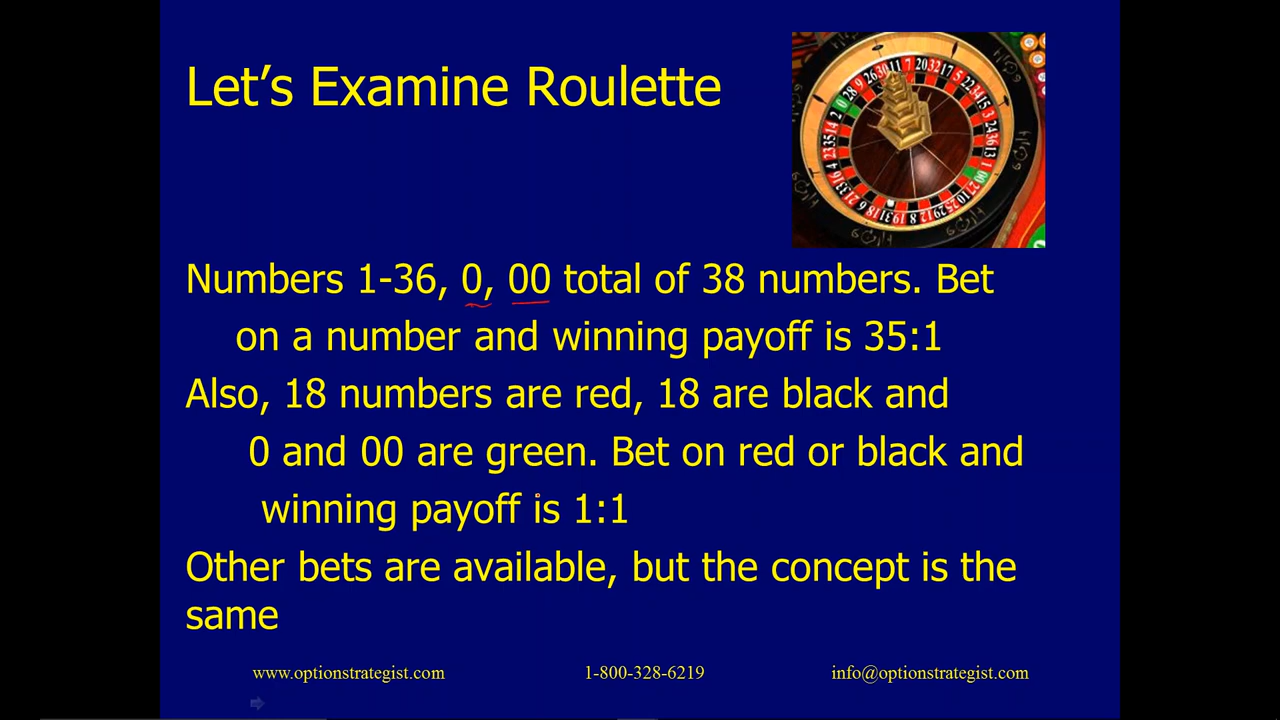 Let’s Examine Roulette
Numbers 1-36, 0, 00 total of 38 numbers. Bet
on a number and winning payoff is 35:1
Also, 18 numbers are red, 18 are black and
0 and 00 are green. Bet on red or black and
winning payoff is 1:1
Other bets are available, but the concept is the
same
www.optionstrategist.com 1-800-328-6219 info@optionstrategist.com